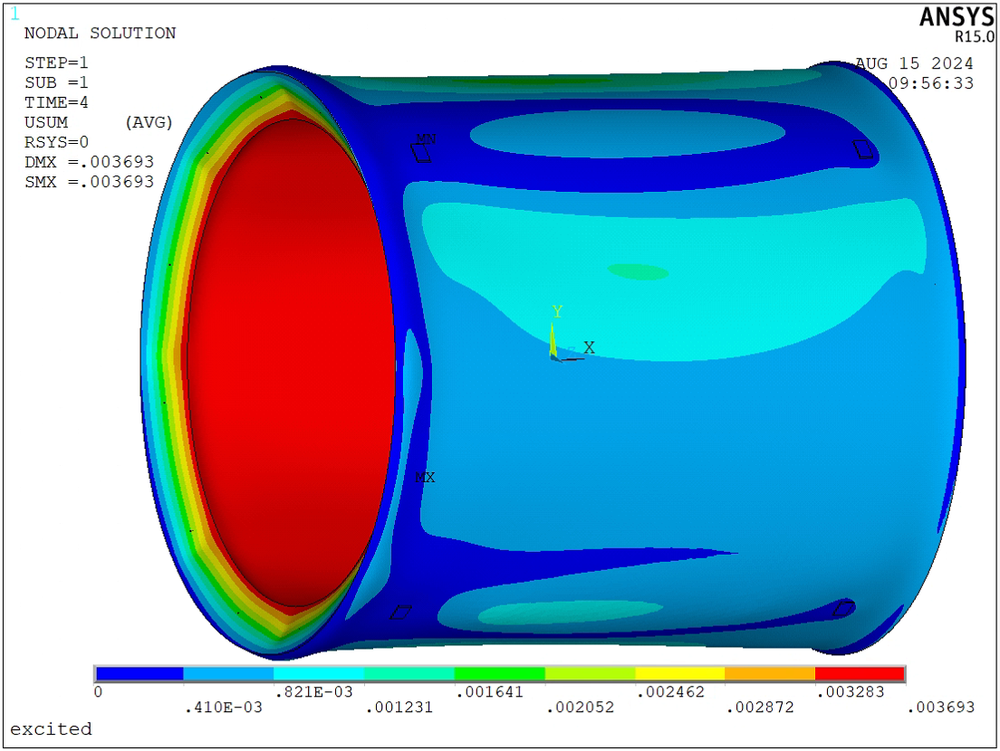 1
ANSYS
R15.0
NODAL SOLUTION
AUG 15 2024
09:56:33
STEP=1
SUB =1
TIME=4
USUM (AVG)
RSYS=0
DMX =.003693
SMX =.003693
MN
Y
X
MX
0 .821E-03 .001641 .002462 .003283
.410E-03 .001231 .002052 .002872 .003693
excited